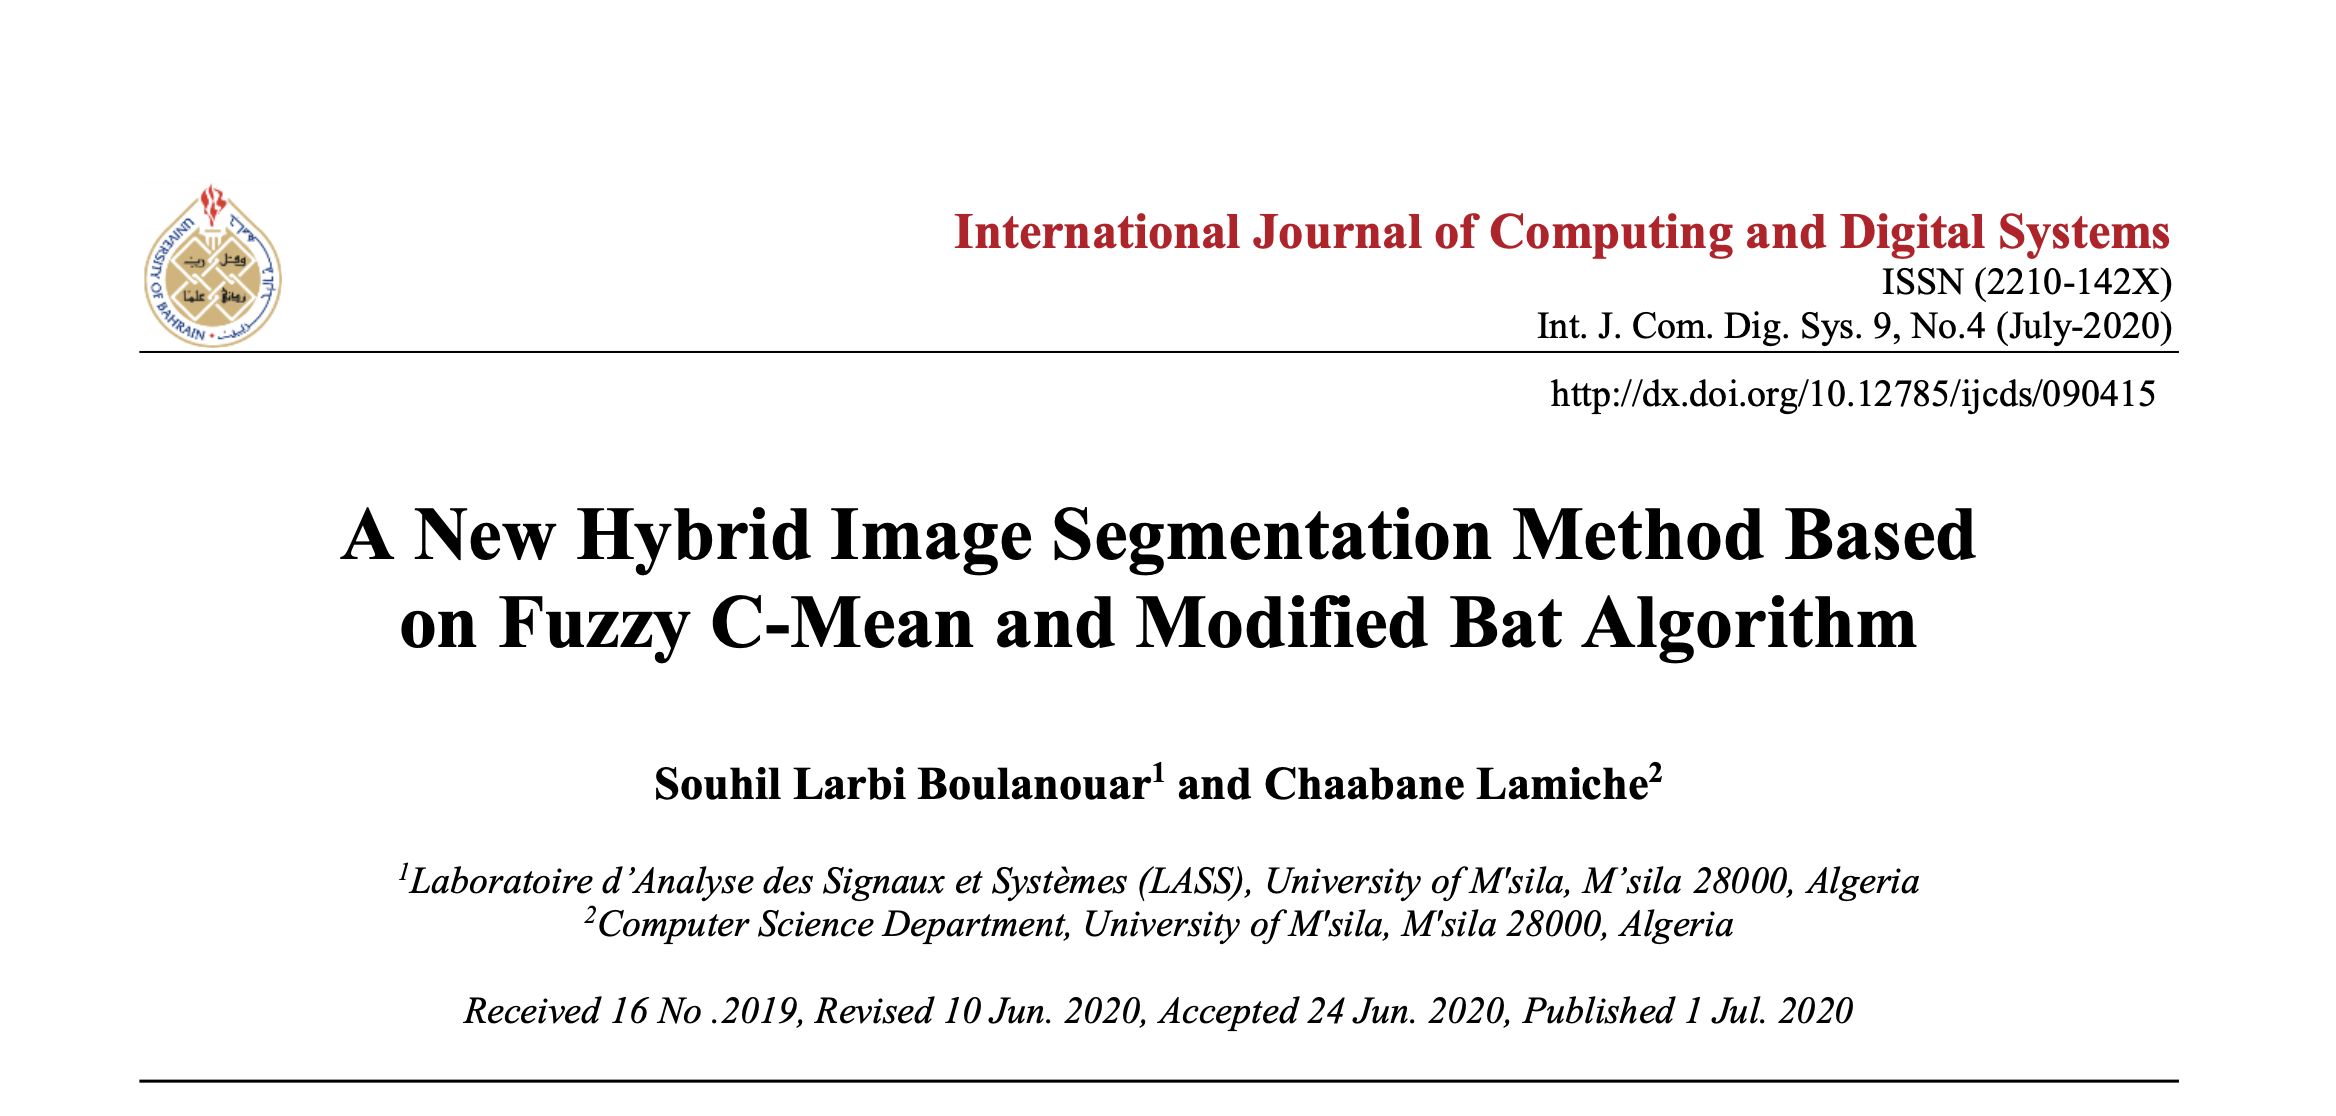 UNIVERSITY OF BAHRAIN
International Journal of Computing and Digital Systems
ISSN (2210-142X)
Int. J. Com. Dig. Sys. 9, No.4 (July-2020)
http://dx.doi.org/10.12785/ijcds/090415
A New Hybrid Image Segmentation Method Based
on Fuzzy C-Mean and Modified Bat Algorithm
Souhil Larbi Boulanouar¹ and Chaabane Lamiche²
¹Laboratoire d’Analyse des Signaux et Systèmes (LASS), University of M'sila, M’sila 28000, Algeria
²Computer Science Department, University of M'sila, M'sila 28000, Algeria
Received 16 No .2019, Revised 10 Jun. 2020, Accepted 24 Jun. 2020, Published 1 Jul. 2020